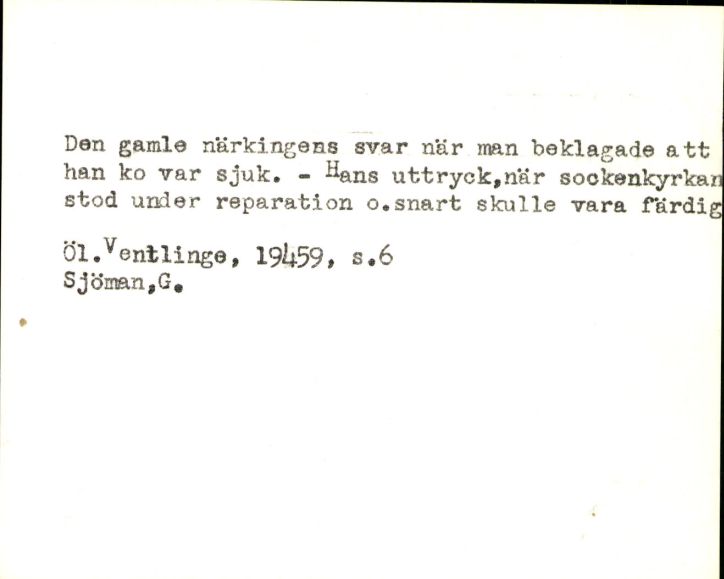 Den gamle närkingens svar när man beklagade att
han ko var sjuk. - Hans uttryck,när sockenkyrkan
stod under reparation o.snart skulle vara färdig
Öl.Ventlinge, 19459, s.6
Sjöman,G.